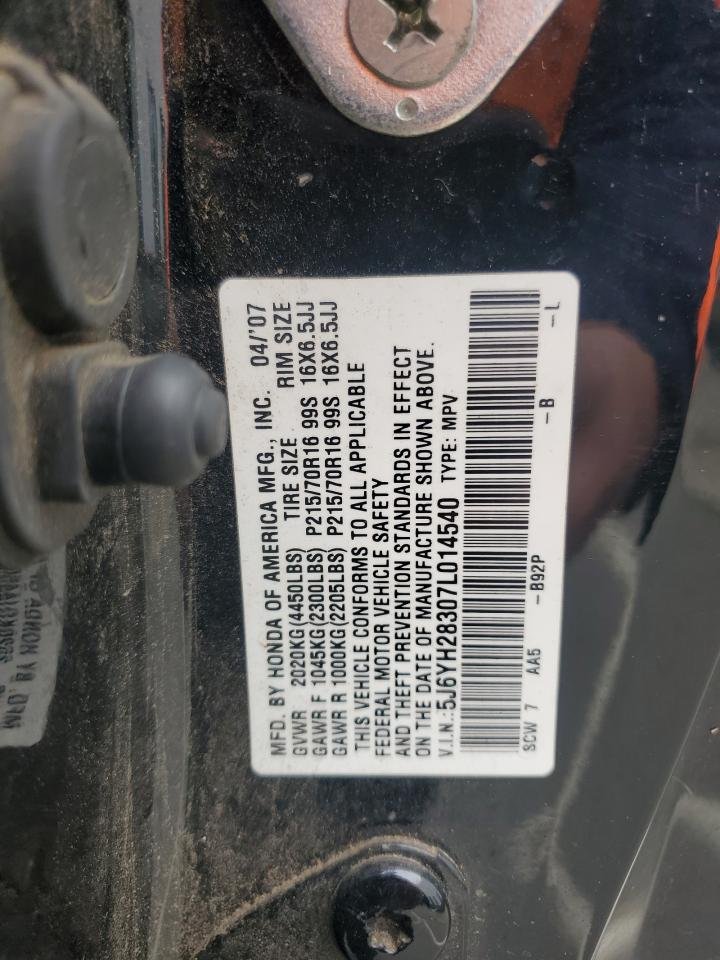 MFD. BY HONDA OF AMERICA MFG., INC. 04/'07
GVWR 2020KG(4450LBS) TIRE SIZE RIM SIZE
GAWR F 1045KG(2300LBS) P215/70R16 99S 16X6.5JJ
GAWR R 1000KG(2205LBS) P215/70R16 99S 16X6.5JJ
THIS VEHICLE CONFORMS TO ALL APPLICABLE
FEDERAL MOTOR VEHICLE SAFETY
AND THEFT PREVENTION STANDARDS IN EFFECT
ON THE DATE OF MANUFACTURE SHOWN ABOVE.
V.I.N.:5J6YH28307L014540 TYPE: MPV
SCW 7 AA5 -B92P -B -L